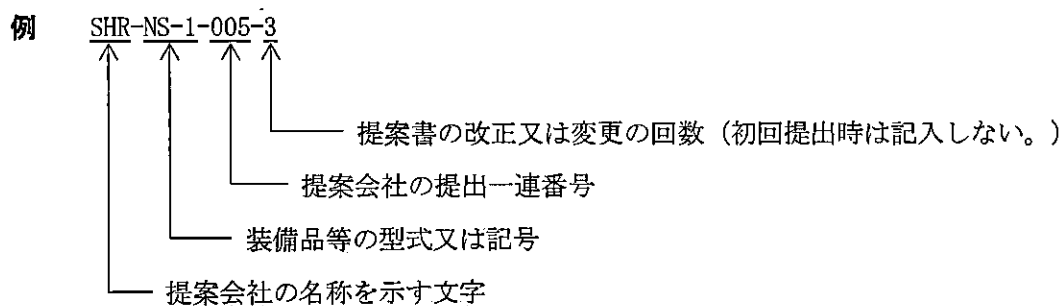 例 SHR-NS-1-005-3
提案書の改正又は変更の回数（初回提出時は記入しない。）
提案会社の提出一連番号
装備品等の型式又は記号
提案会社の名称を示す文字